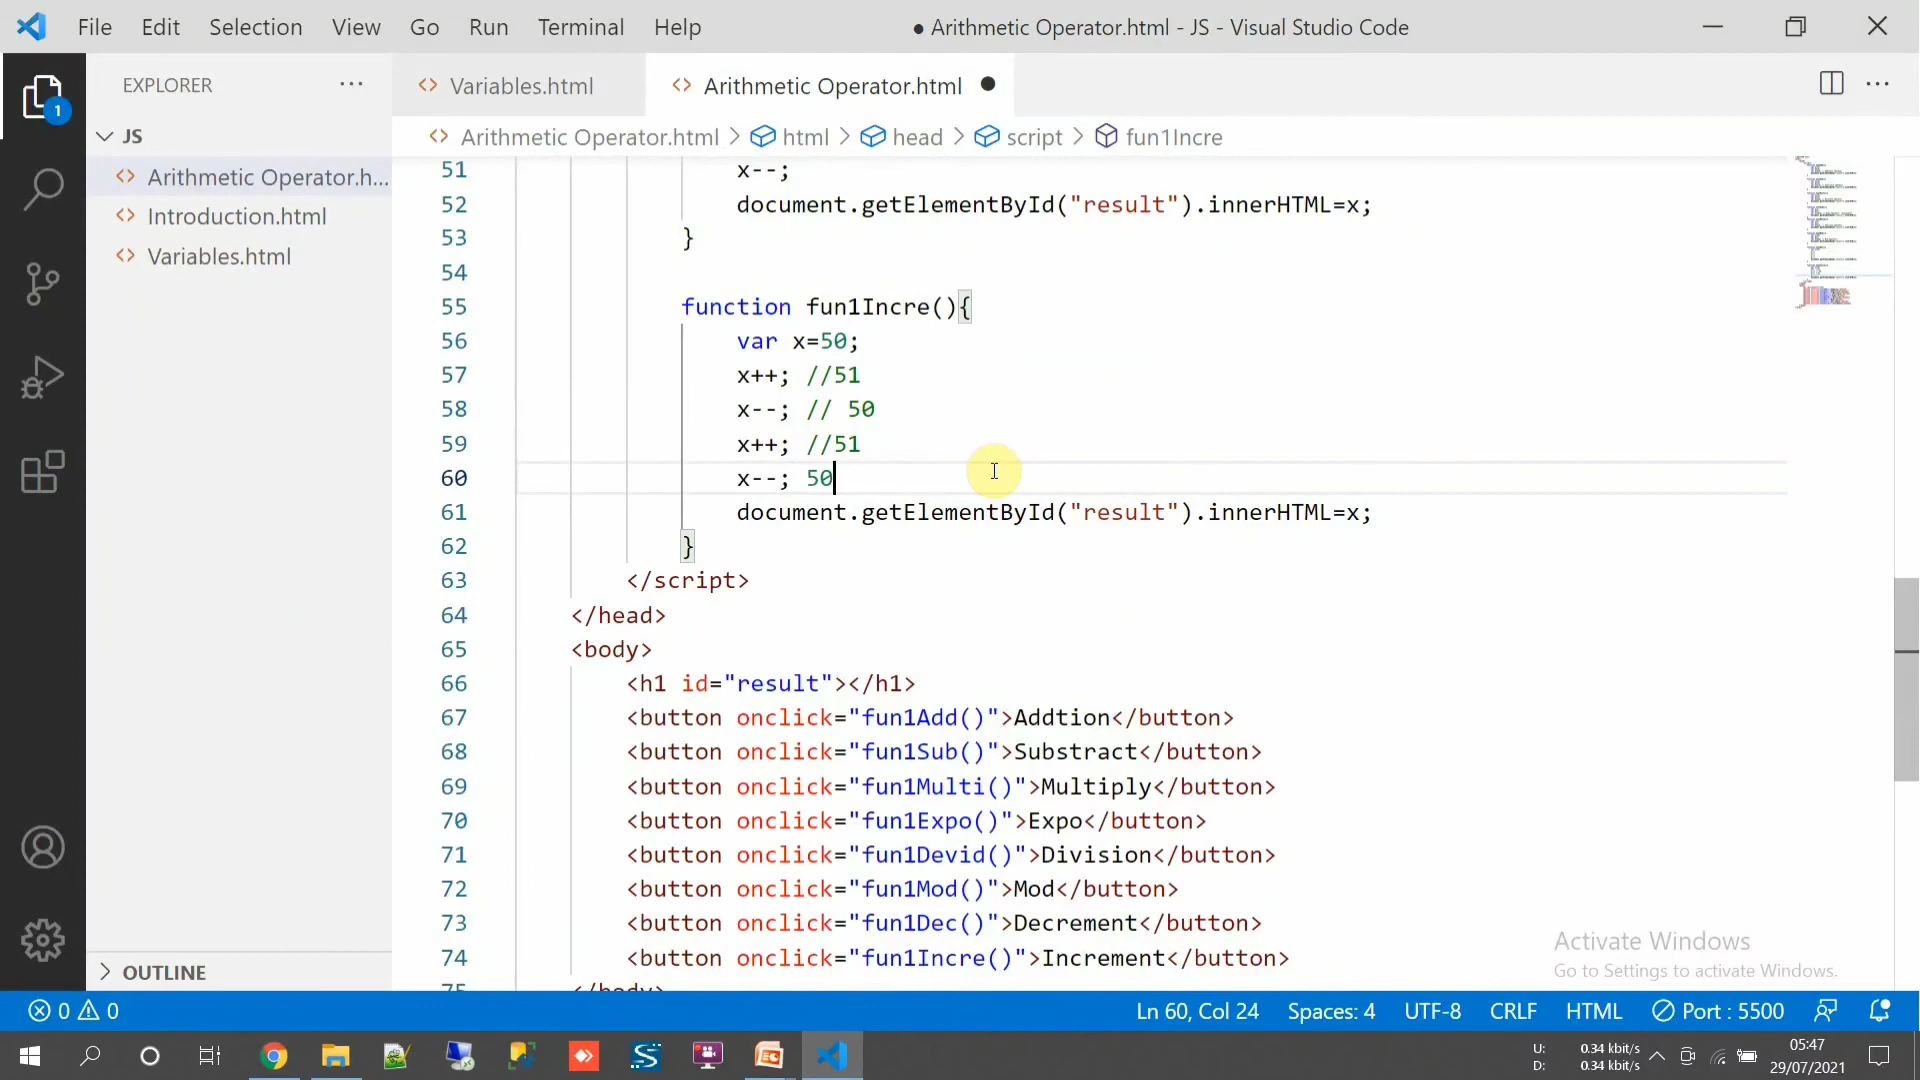 File Edit Selection View Go Run Terminal Help
● Arithmetic Operator.html - JS - Visual Studio Code
EXPLORER
Variables.html
Arithmetic Operator.html
1
JS
Arithmetic Operator.html > html > head > script > fun1Incre
Arithmetic Operator.h...
Introduction.html
Variables.html
51 x--;
52 document.getElementById("result").innerHTML=x;
53 }
54
55 function fun1Incre(){
56 var x=50;
57 x++; //51
58 x--; // 50
59 x++; //51
60 x--; 50
61 document.getElementById("result").innerHTML=x;
62 }
63 </script>
64 </head>
65 <body>
66 <h1 id="result"></h1>
67 <button onclick="fun1Add()">Addtion</button>
68 <button onclick="fun1Sub()">Substract</button>
69 <button onclick="fun1Multi()">Multiply</button>
70 <button onclick="fun1Expo()">Expo</button>
71 <button onclick="fun1Devid()">Division</button>
72 <button onclick="fun1Mod()">Mod</button>
73 <button onclick="fun1Dec()">Decrement</button>
74 <button onclick="fun1Incre()">Increment</button>
75 </body>
Activate Windows
Go to Settings to activate Windows.
OUTLINE
0 0
Ln 60, Col 24 Spaces: 4 UTF-8 CRLF HTML Port : 5500
U: 0.34 kbit/s
D: 0.34 kbit/s
05:47
29/07/2021